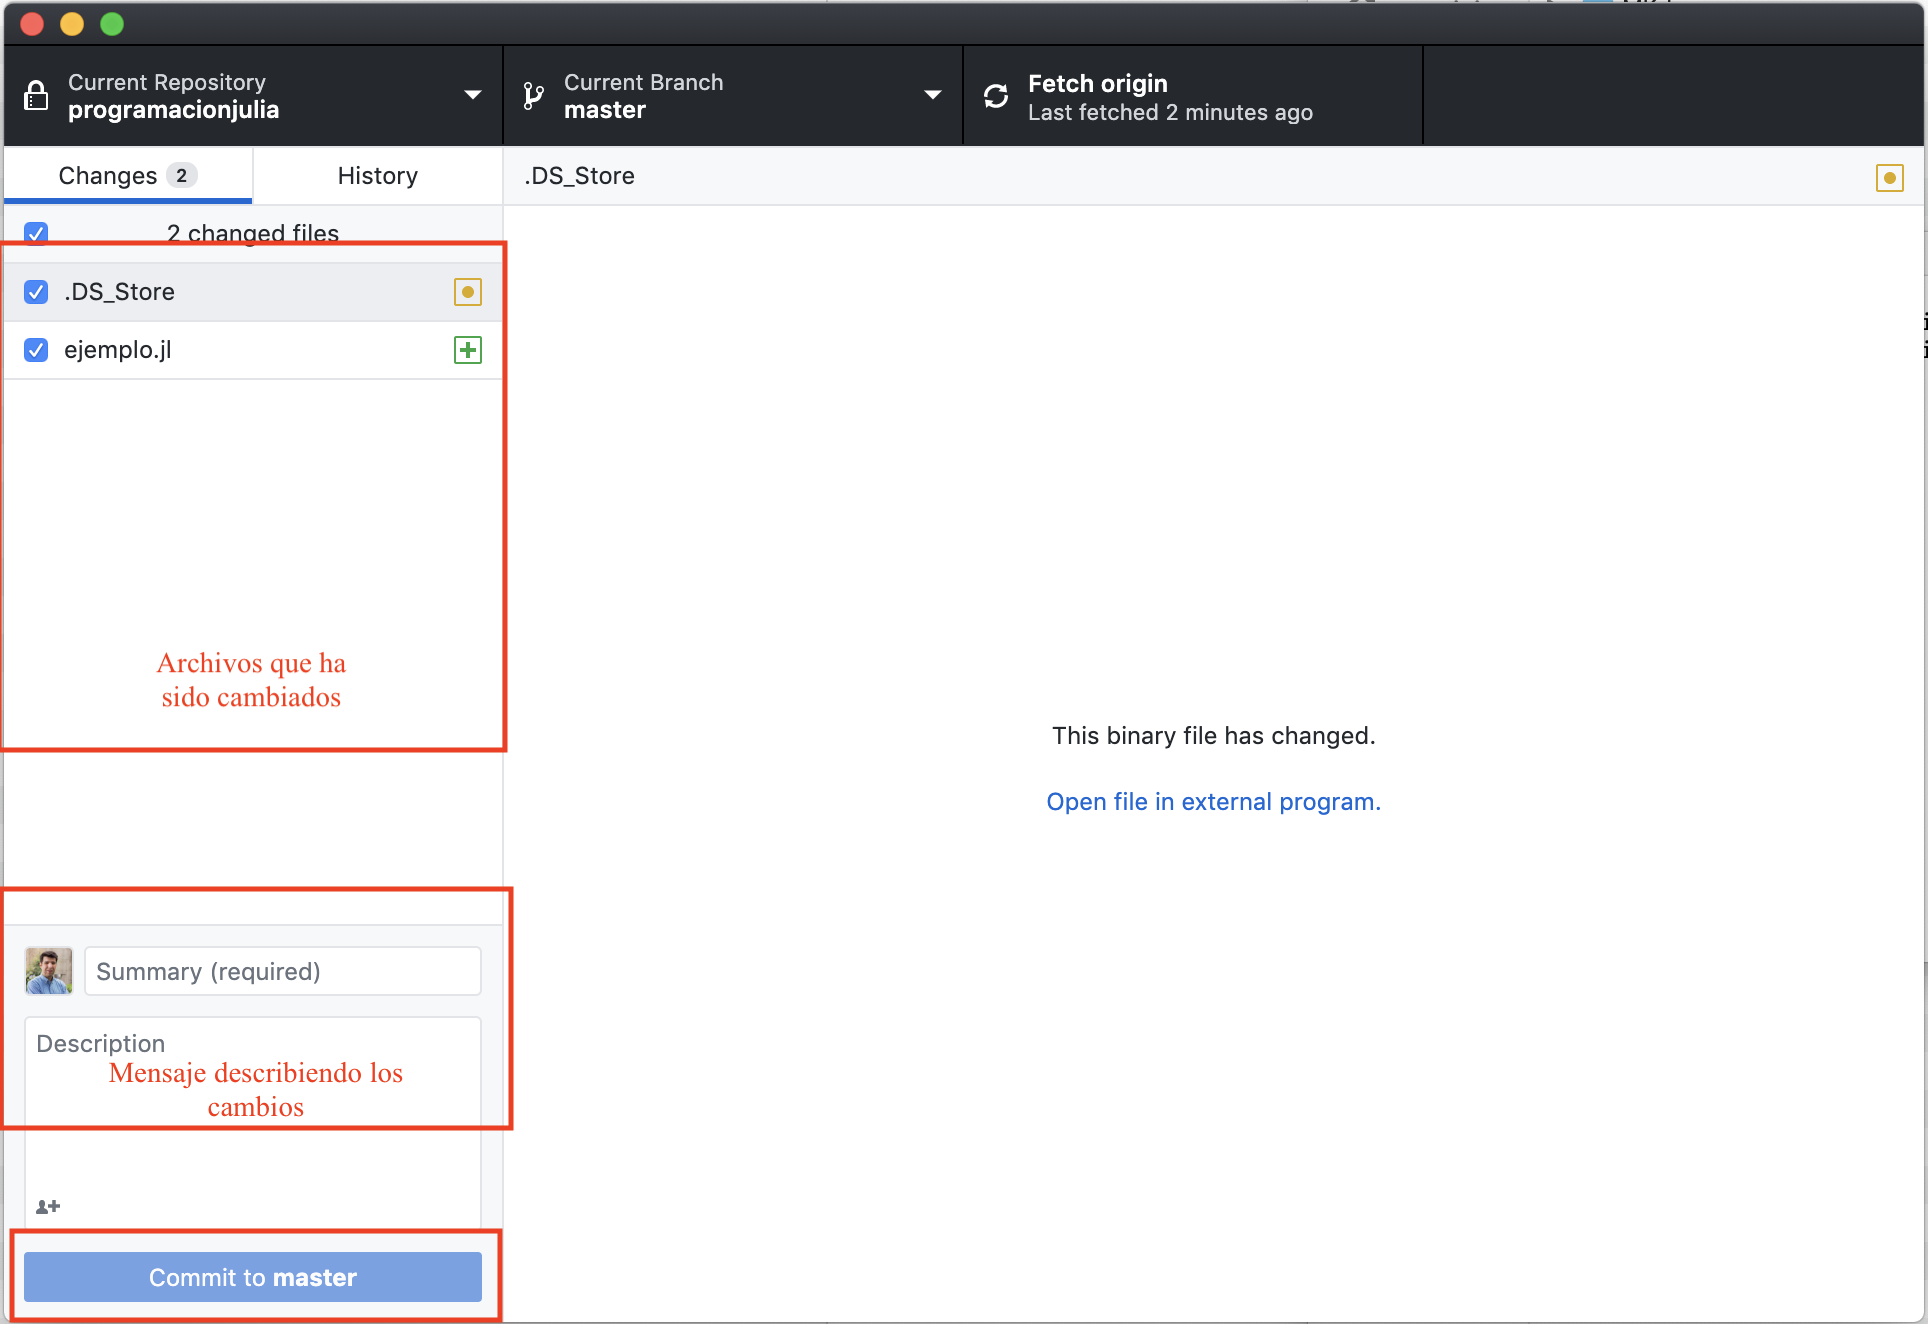 Current Repository
programacionjulia
Current Branch
master
Fetch origin
Last fetched 2 minutes ago
Changes 2
History
.DS_Store
2 changed files
.DS_Store
ejemplo.jl
Archivos que ha
sido cambiados
This binary file has changed.
Open file in external program.
Summary (required)
Description
Mensaje describiendo los
cambios
Commit to master